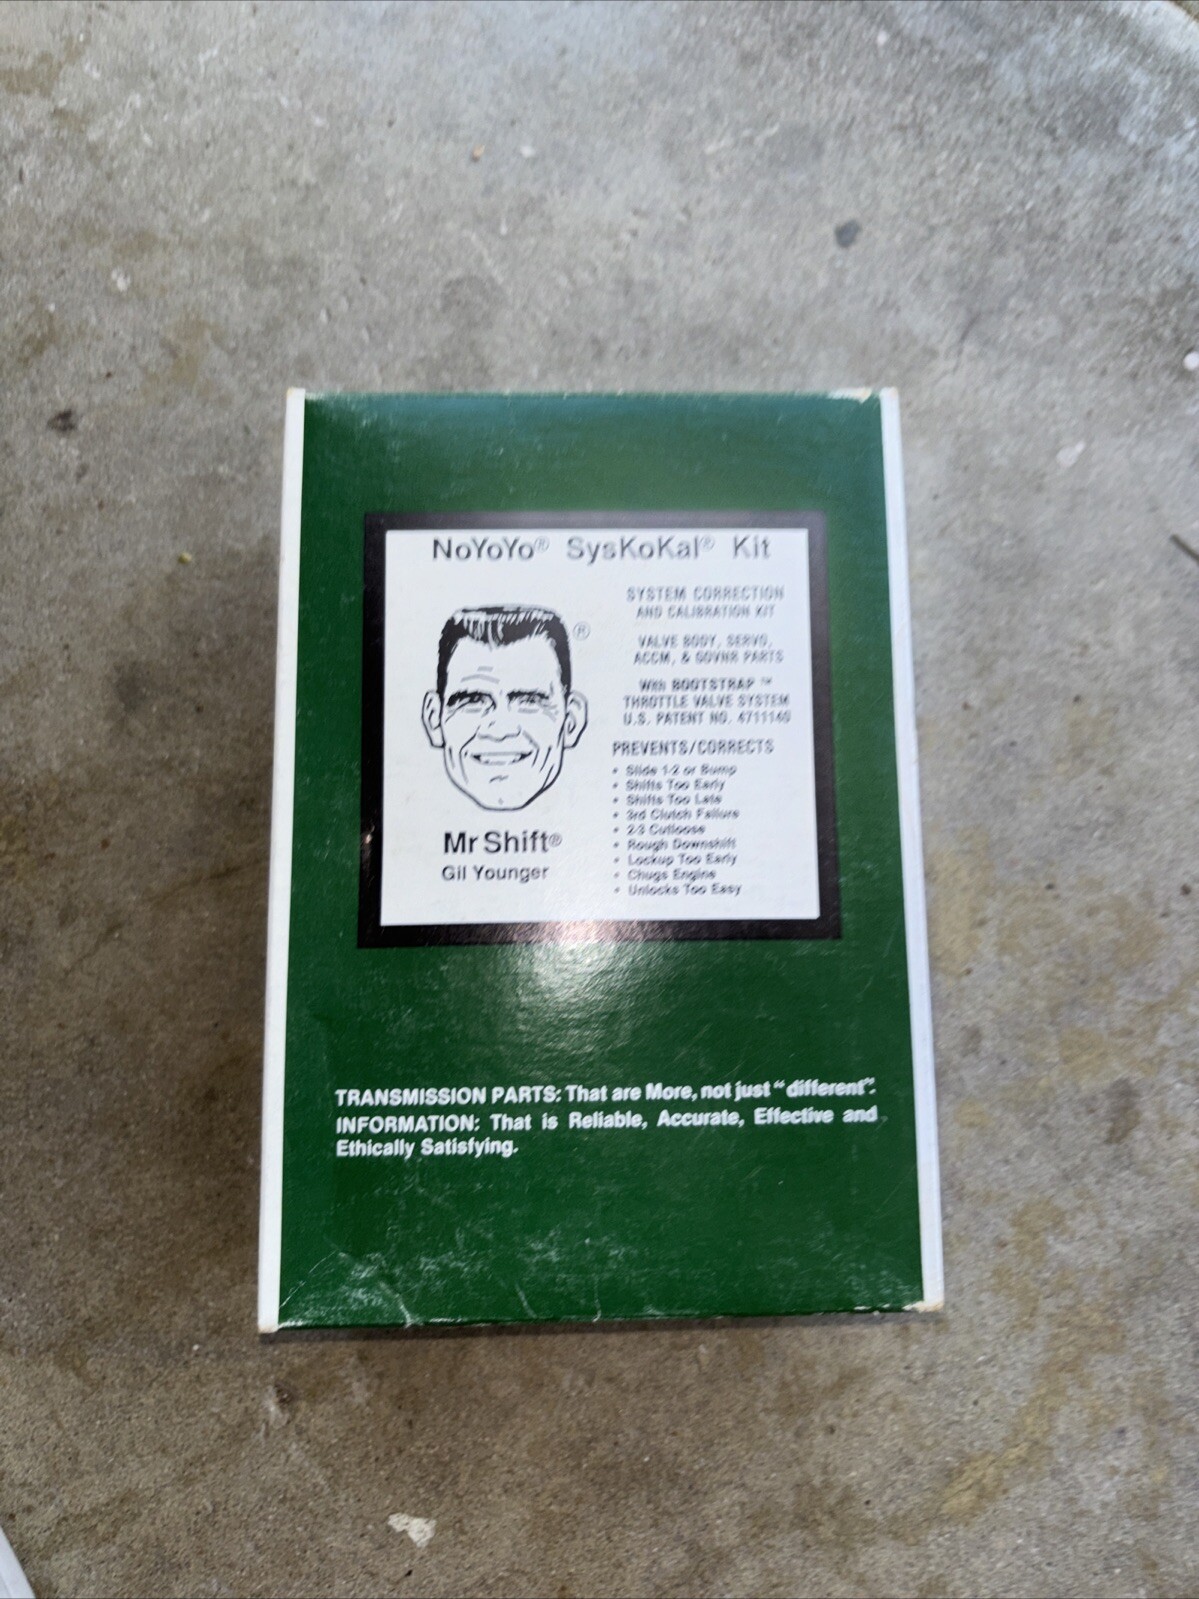 NoYoYo® SysKoKal® Kit
SYSTEM CORRECTION
AND CALIBRATION KIT
VALVE BODY, SERVO,
ACCM, & GOVNR PARTS
With BOOTSTRAP ™
THROTTLE VALVE SYSTEM
U.S. PATENT NO. 4711140
PREVENTS/CORRECTS
• Slide 1-2 or Bump
• Shifts Too Early
• Shifts Too Late
• 3rd Clutch Failure
• 2-3 Cutloose
• Rough Downshift
• Lockup Too Early
• Chugs Engine
• Unlocks Too Easy
®
Mr Shift®
Gil Younger
TRANSMISSION PARTS: That are More, not just “different”.
INFORMATION: That is Reliable, Accurate, Effective and
Ethically Satisfying.